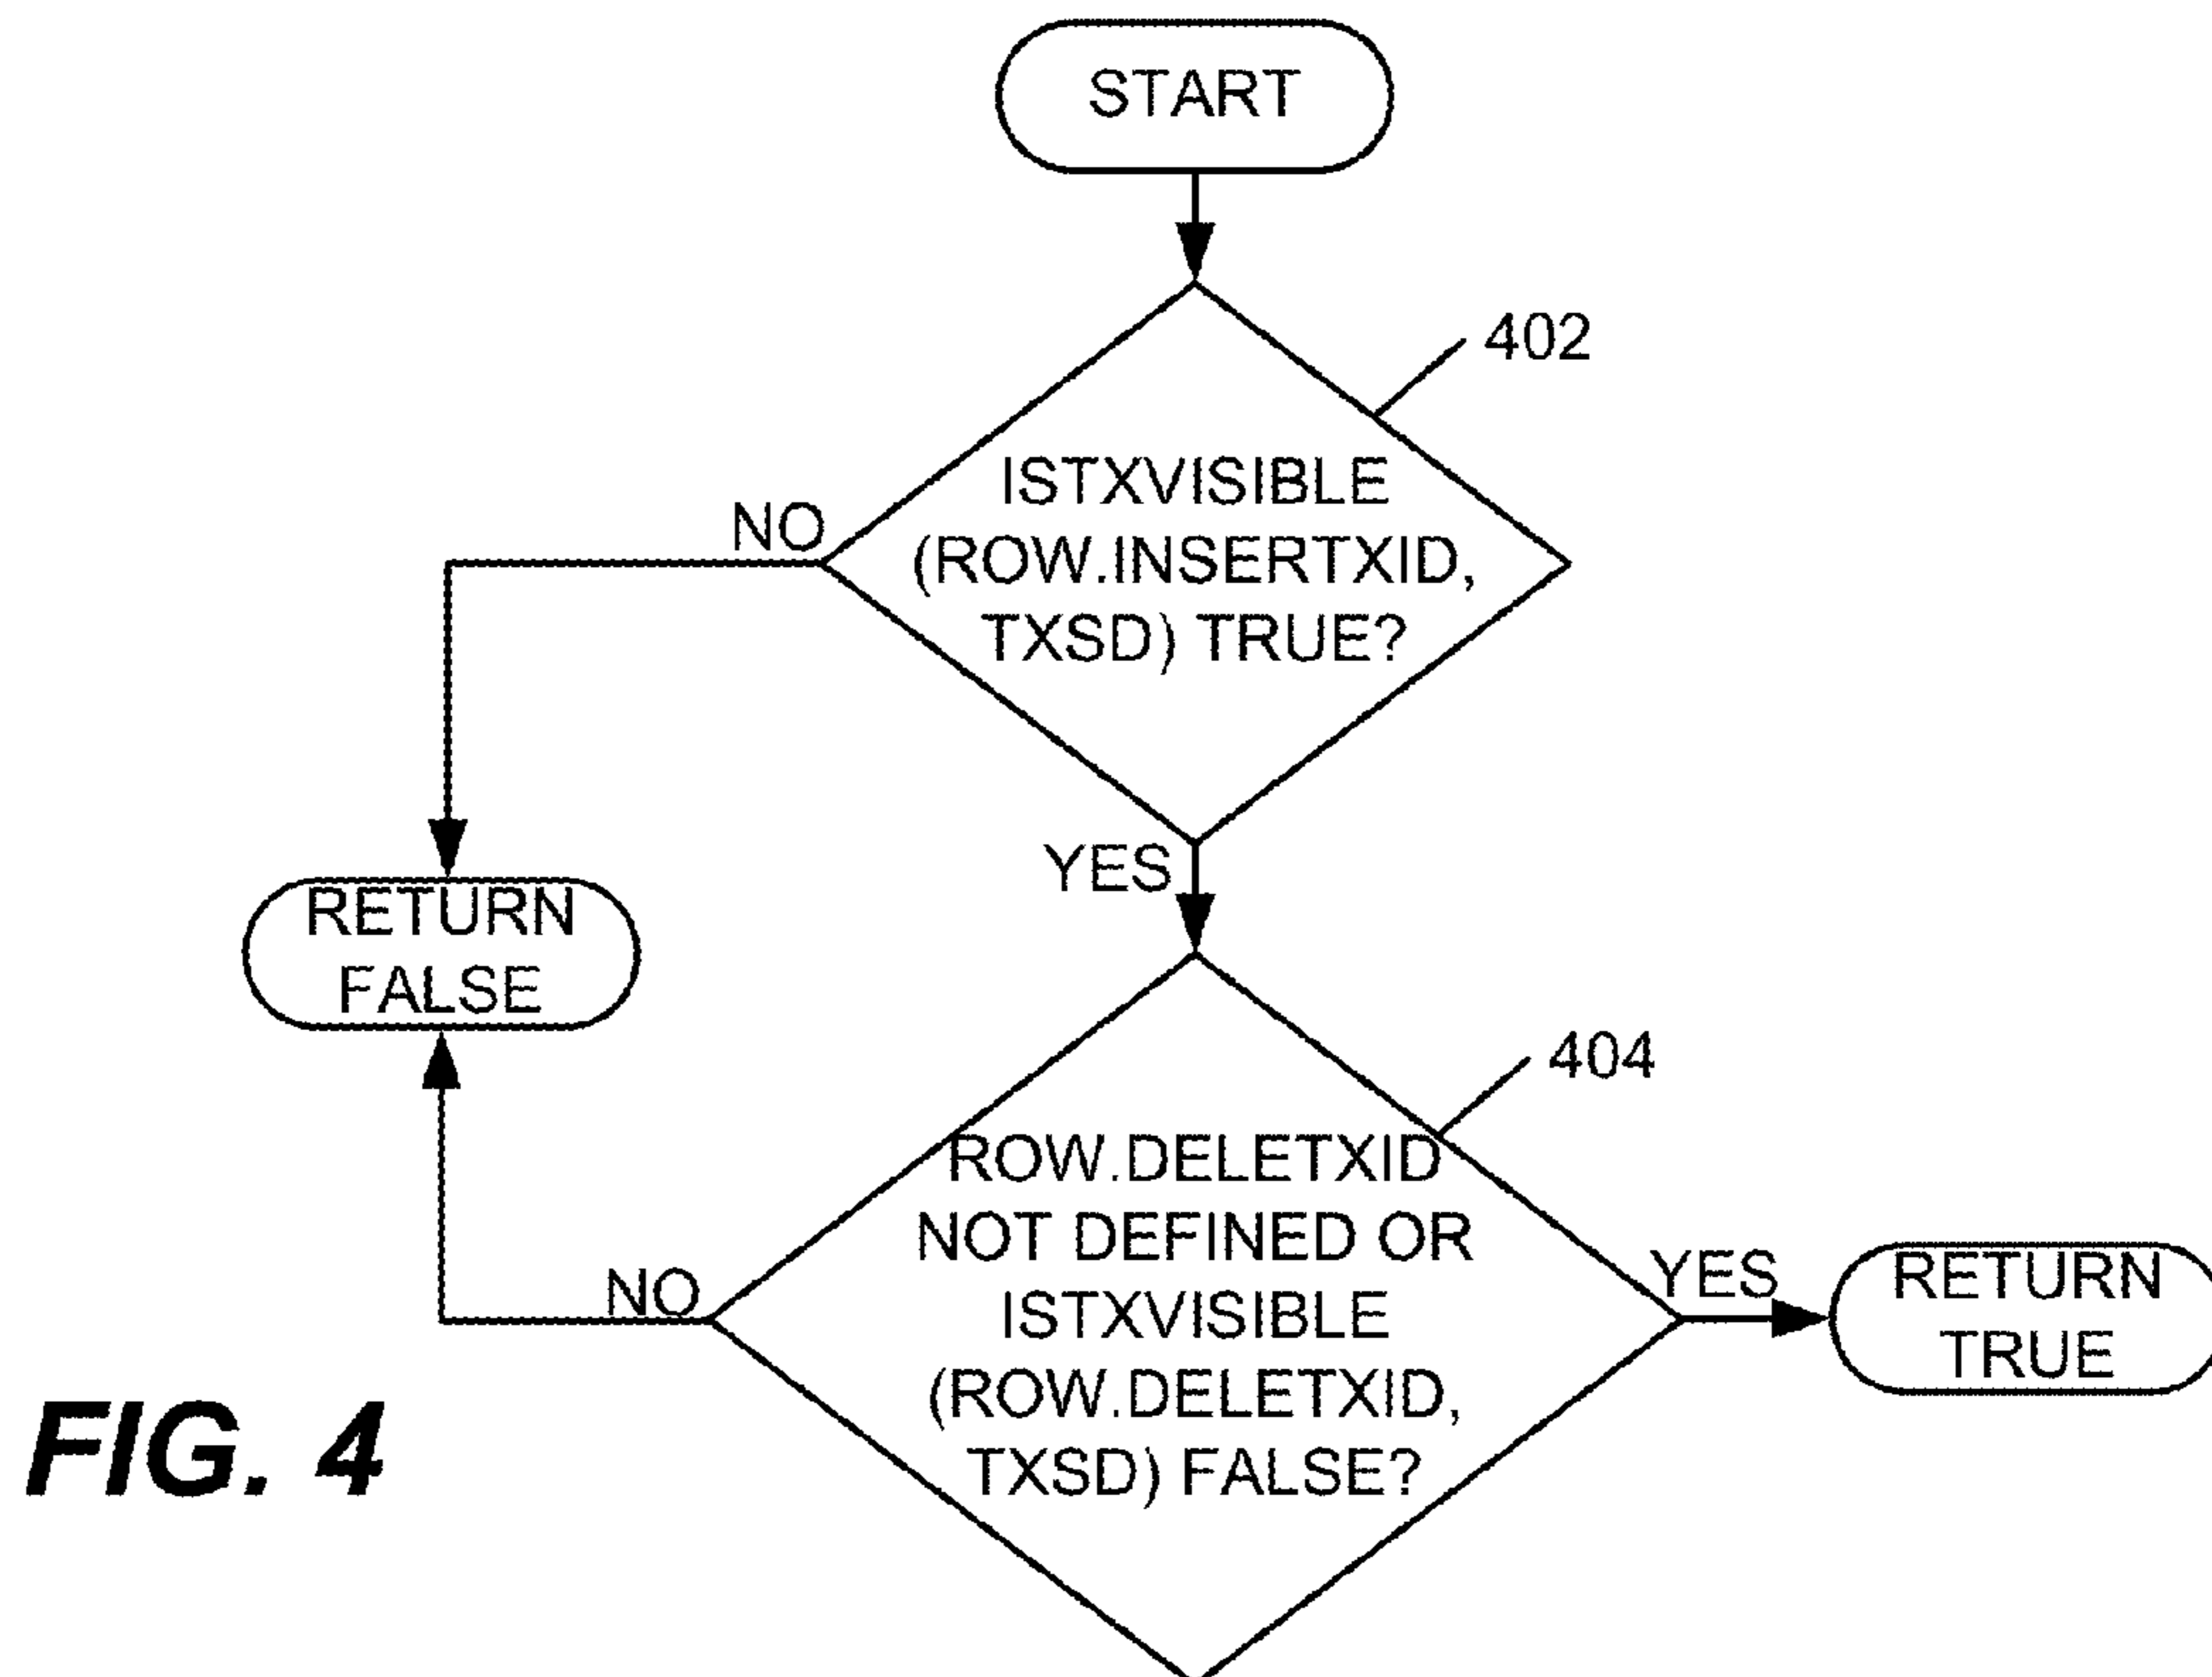 START
402
ISTXVISIBLE
(ROW.INSERTXID,
TXSD) TRUE?
NO
YES
RETURN
FALSE
404
ROW.DELETXID
NOT DEFINED OR
ISTXVISIBLE
(ROW.DELETXID,
TXSD) FALSE?
NO
YES
RETURN
TRUE
FIG. 4